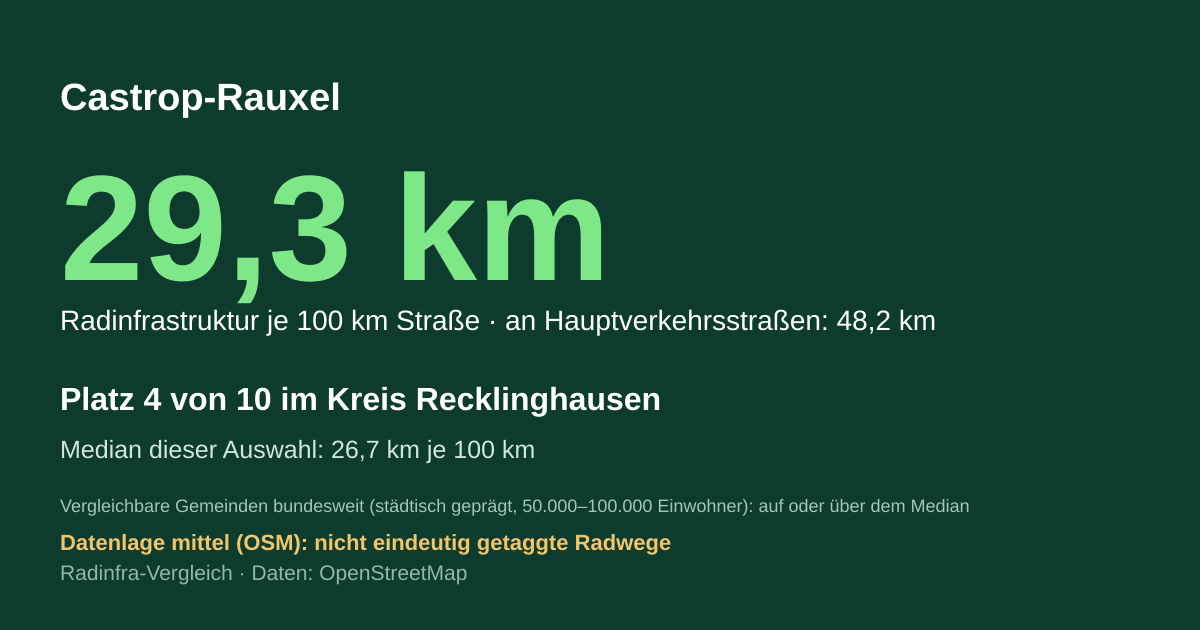 Castrop-Rauxel
29,3 km
Radinfrastruktur je 100 km Straße · an Hauptverkehrsstraßen: 48,2 km
Platz 4 von 10 im Kreis Recklinghausen
Median dieser Auswahl: 26,7 km je 100 km
Vergleichbare Gemeinden bundesweit (städtisch geprägt, 50.000–100.000 Einwohner): auf oder über dem Median
Datenlage mittel (OSM): nicht eindeutig getaggte Radwege
Radinfra-Vergleich · Daten: OpenStreetMap